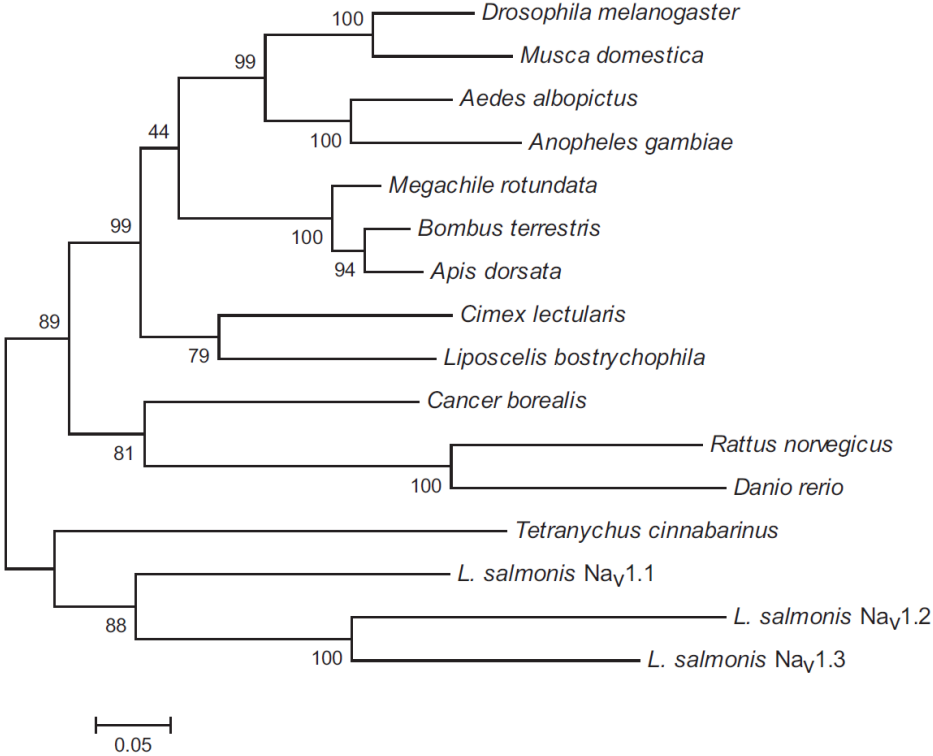 100
Drosophila melanogaster
99
Musca domestica
Aedes albopictus
44
100
Anopheles gambiae
Megachile rotundata
99
100
Bombus terrestris
94
Apis dorsata
89
Cimex lectularis
79
Liposcelis bostrychophila
Cancer borealis
81
Rattus norvegicus
100
Danio rerio
Tetranychus cinnabarinus
L. salmonis NaV1.1
88
L. salmonis NaV1.2
100
L. salmonis NaV1.3
0.05